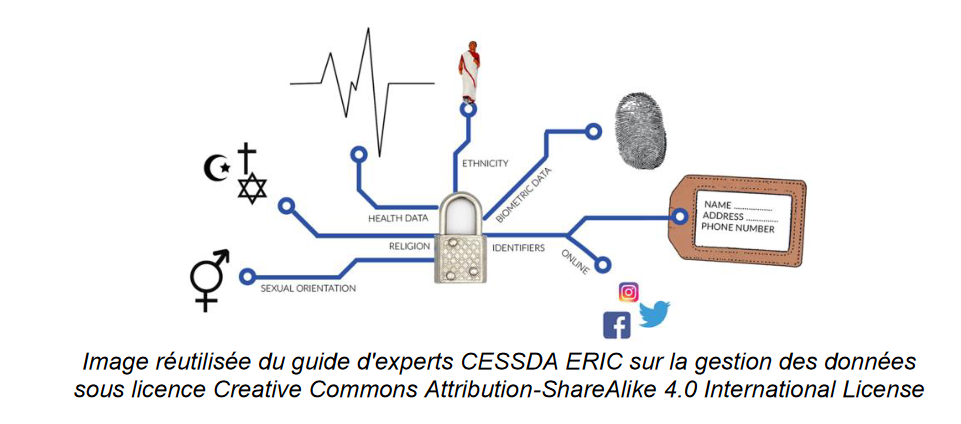 ETHNICITY
BIOMETRIC DATA
HEALTH DATA
NAME ...................
ADDRESS ...............
PHONE NUMBER
RELIGION
IDENTIFIERS
ONLINE
SEXUAL ORIENTATION
Image réutilisée du guide d'experts CESSDA ERIC sur la gestion des données
sous licence Creative Commons Attribution-ShareAlike 4.0 International License